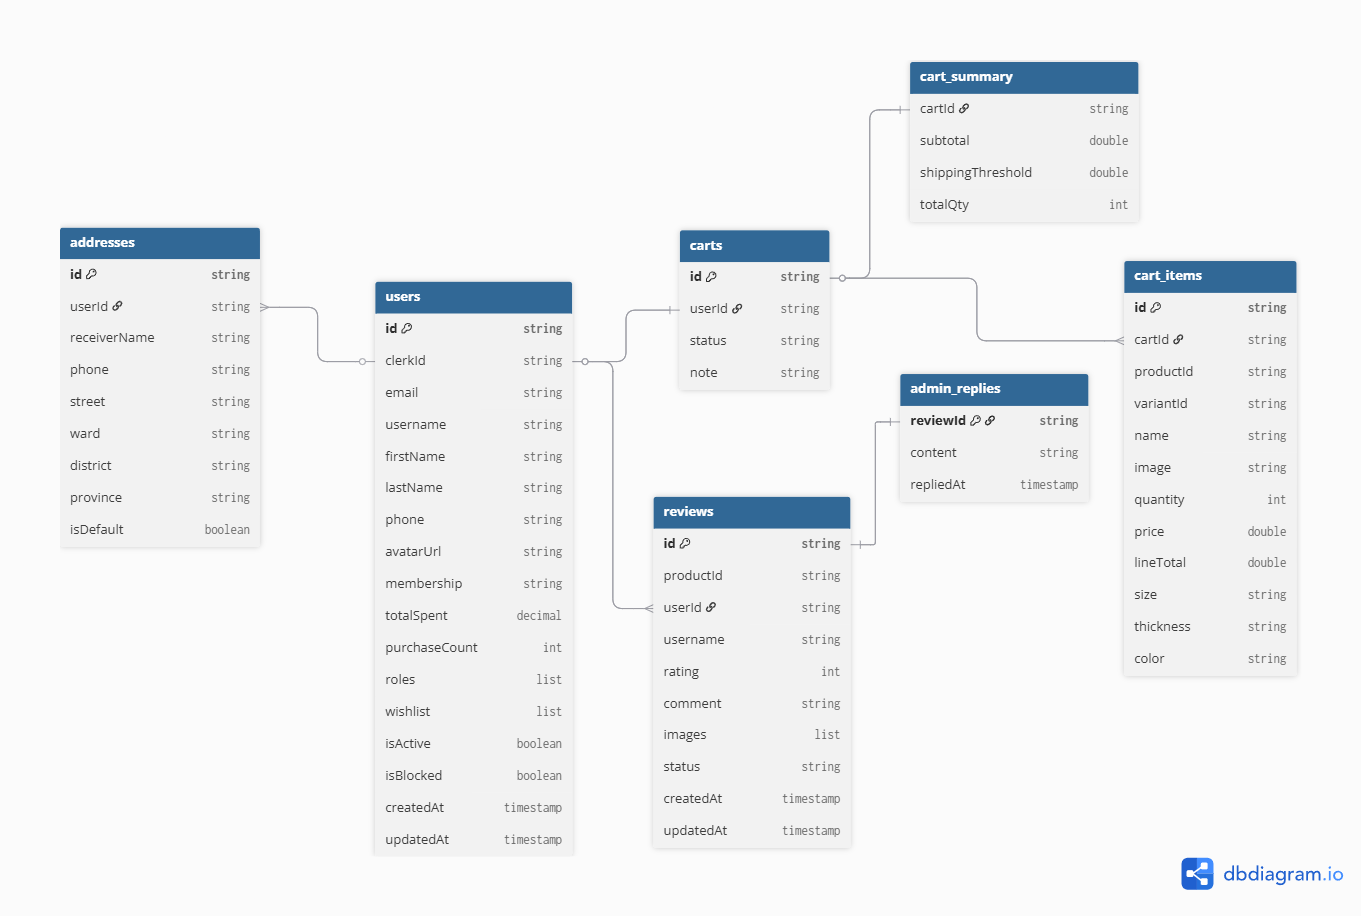 cart_summary
cartId string
subtotal double
shippingThreshold double
totalQty int
addresses
id string
userId string
receiverName string
phone string
street string
ward string
district string
province string
isDefault boolean
users
id string
clerkId string
email string
username string
firstName string
lastName string
phone string
avatarUrl string
membership string
totalSpent decimal
purchaseCount int
roles list
wishlist list
isActive boolean
isBlocked boolean
createdAt timestamp
updatedAt timestamp
carts
id string
userId string
status string
note string
cart_items
id string
cartId string
productId string
variantId string
name string
image string
quantity int
price double
lineTotal double
size string
thickness string
color string
admin_replies
reviewId string
content string
repliedAt timestamp
reviews
id string
productId string
userId string
username string
rating int
comment string
images list
status string
createdAt timestamp
updatedAt timestamp
dbdiagram.io